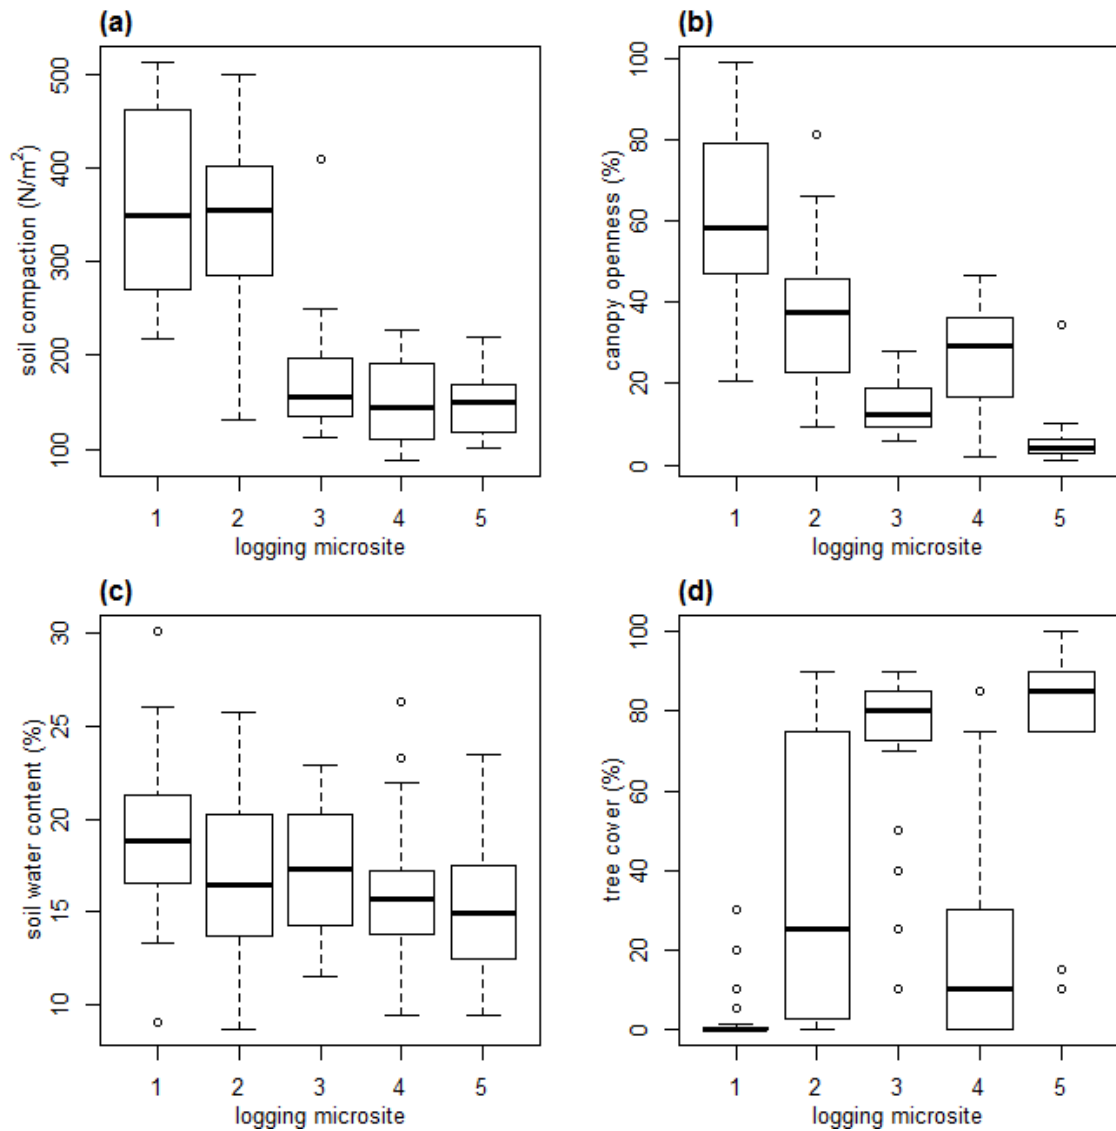 (a)
soil compaction (N/m²)
500
400
300
200
100
1 2 3 4 5
logging microsite
(b)
canopy openness (%)
100
80
60
40
20
0
1 2 3 4 5
logging microsite
(c)
soil water content (%)
30
25
20
15
10
1 2 3 4 5
logging microsite
(d)
tree cover (%)
100
80
60
40
20
0
1 2 3 4 5
logging microsite